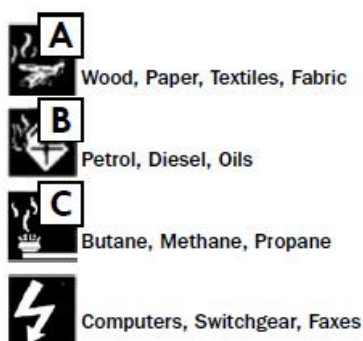 A
Wood, Paper, Textiles, Fabric
B
Petrol, Diesel, Oils
C
Butane, Methane, Propane
Computers, Switchgear, Faxes